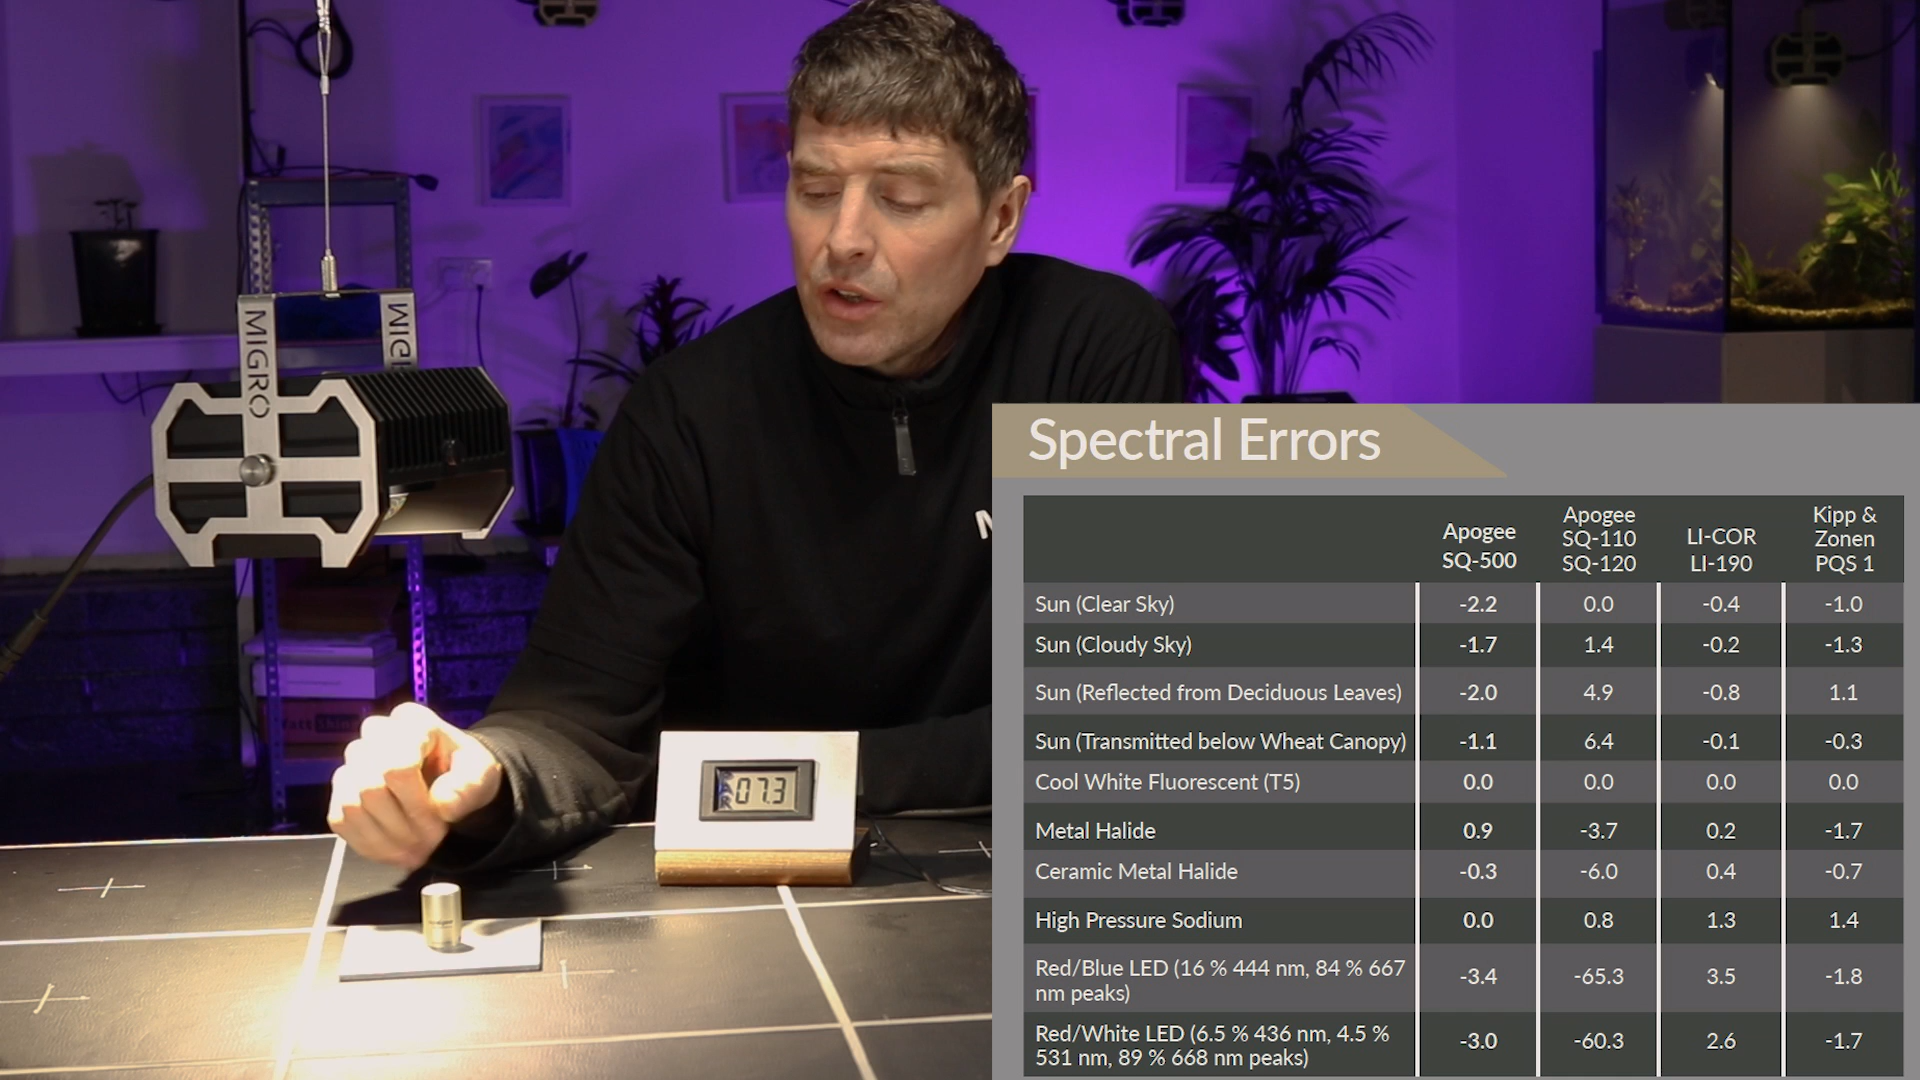 MIGRO
MIG
07.3
Spectral Errors
Apogee SQ-500
Apogee SQ-110 SQ-120
LI-COR LI-190
Kipp & Zonen PQS 1
Sun (Clear Sky) -2.2 0.0 -0.4 -1.0
Sun (Cloudy Sky) -1.7 1.4 -0.2 -1.3
Sun (Reflected from Deciduous Leaves) -2.0 4.9 -0.8 1.1
Sun (Transmitted below Wheat Canopy) -1.1 6.4 -0.1 -0.3
Cool White Fluorescent (T5) 0.0 0.0 0.0 0.0
Metal Halide 0.9 -3.7 0.2 -1.7
Ceramic Metal Halide -0.3 -6.0 0.4 -0.7
High Pressure Sodium 0.0 0.8 1.3 1.4
Red/Blue LED (16 % 444 nm, 84 % 667
nm peaks) -3.4 -65.3 3.5 -1.8
Red/White LED (6.5 % 436 nm, 4.5 %
531 nm, 89 % 668 nm peaks) -3.0 -60.3 2.6 -1.7